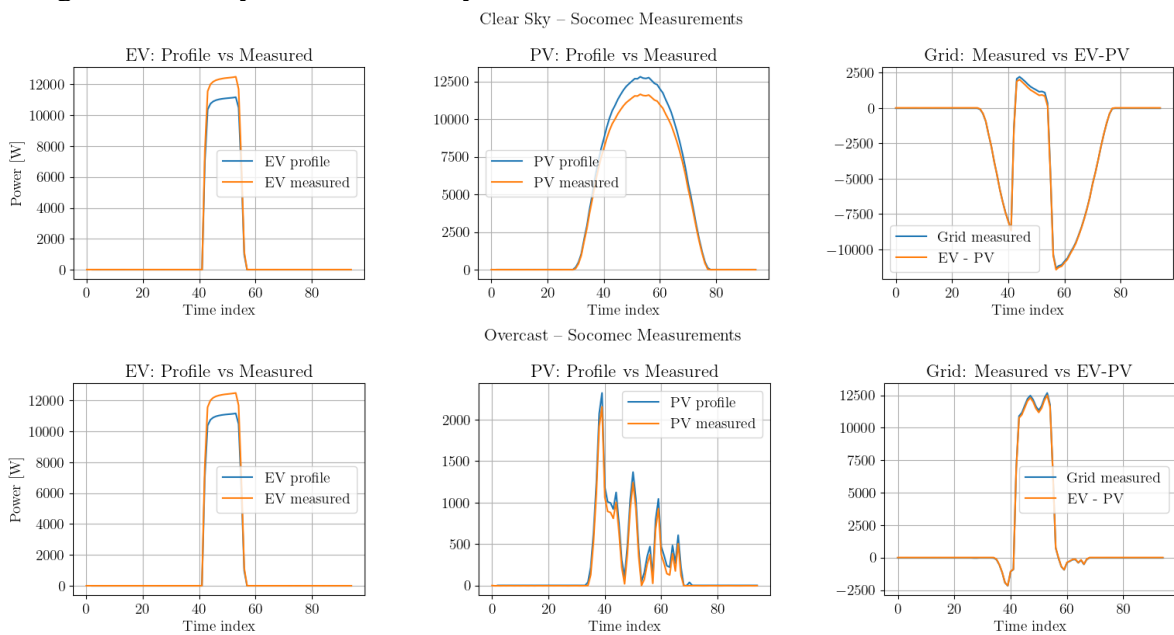 Clear Sky – Socomec Measurements
EV: Profile vs Measured
PV: Profile vs Measured
Grid: Measured vs EV-PV
Power [W]
12000
10000
8000
6000
4000
2000
0
EV profile
EV measured
0 20 40 60 80
Time index
12500
10000
7500
5000
2500
0
PV profile
PV measured
0 20 40 60 80
Time index
2500
0
−2500
−5000
−7500
−10000
Grid measured
EV - PV
0 20 40 60 80
Time index
Overcast – Socomec Measurements
EV: Profile vs Measured
PV: Profile vs Measured
Grid: Measured vs EV-PV
Power [W]
12000
10000
8000
6000
4000
2000
0
EV profile
EV measured
0 20 40 60 80
Time index
2000
1500
1000
500
0
PV profile
PV measured
0 20 40 60 80
Time index
12500
10000
7500
5000
2500
0
−2500
Grid measured
EV - PV
0 20 40 60 80
Time index